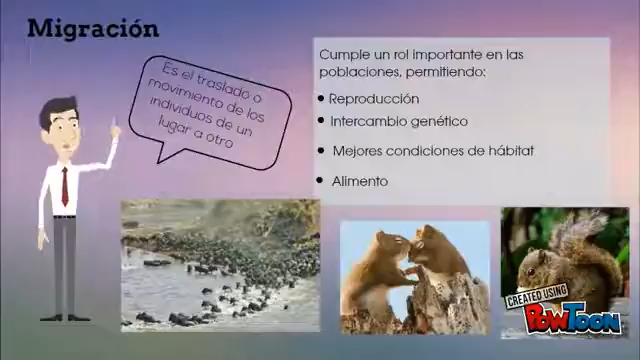 Migración
Es el traslado o
movimiento de los
individuos de un
lugar a otro
Cumple un rol importante en las
poblaciones, permitiendo:
• Reproducción
• Intercambio genético
• Mejores condiciones de hábitat
• Alimento
CREATED USING
POWTOON